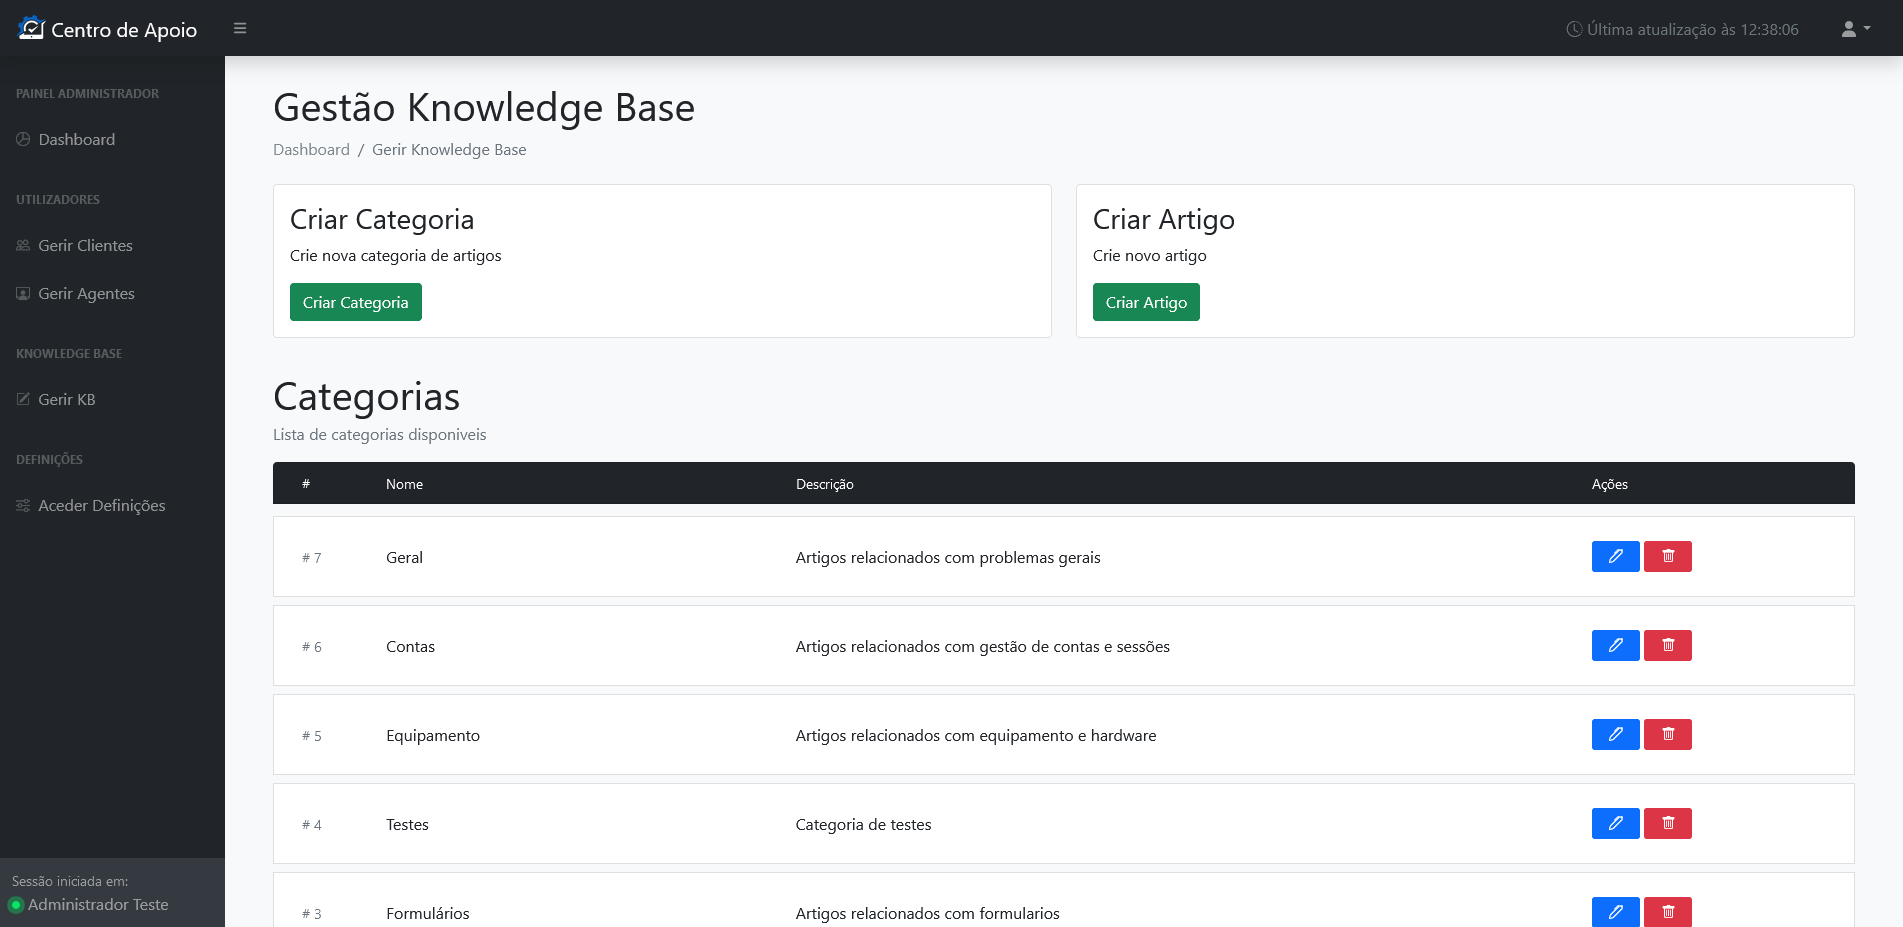 Centro de Apoio
Última atualização às 12:38:06
PAINEL ADMINISTRADOR
Dashboard
UTILIZADORES
Gerir Clientes
Gerir Agentes
KNOWLEDGE BASE
Gerir KB
DEFINIÇÕES
Aceder Definições
Sessão iniciada em:
Administrador Teste
Gestão Knowledge Base
Dashboard / Gerir Knowledge Base
Criar Categoria
Crie nova categoria de artigos
Criar Categoria
Criar Artigo
Crie novo artigo
Criar Artigo
Categorias
Lista de categorias disponiveis
# Nome Descrição Ações
# 7 Geral Artigos relacionados com problemas gerais
# 6 Contas Artigos relacionados com gestão de contas e sessões
# 5 Equipamento Artigos relacionados com equipamento e hardware
# 4 Testes Categoria de testes
# 3 Formulários Artigos relacionados com formularios